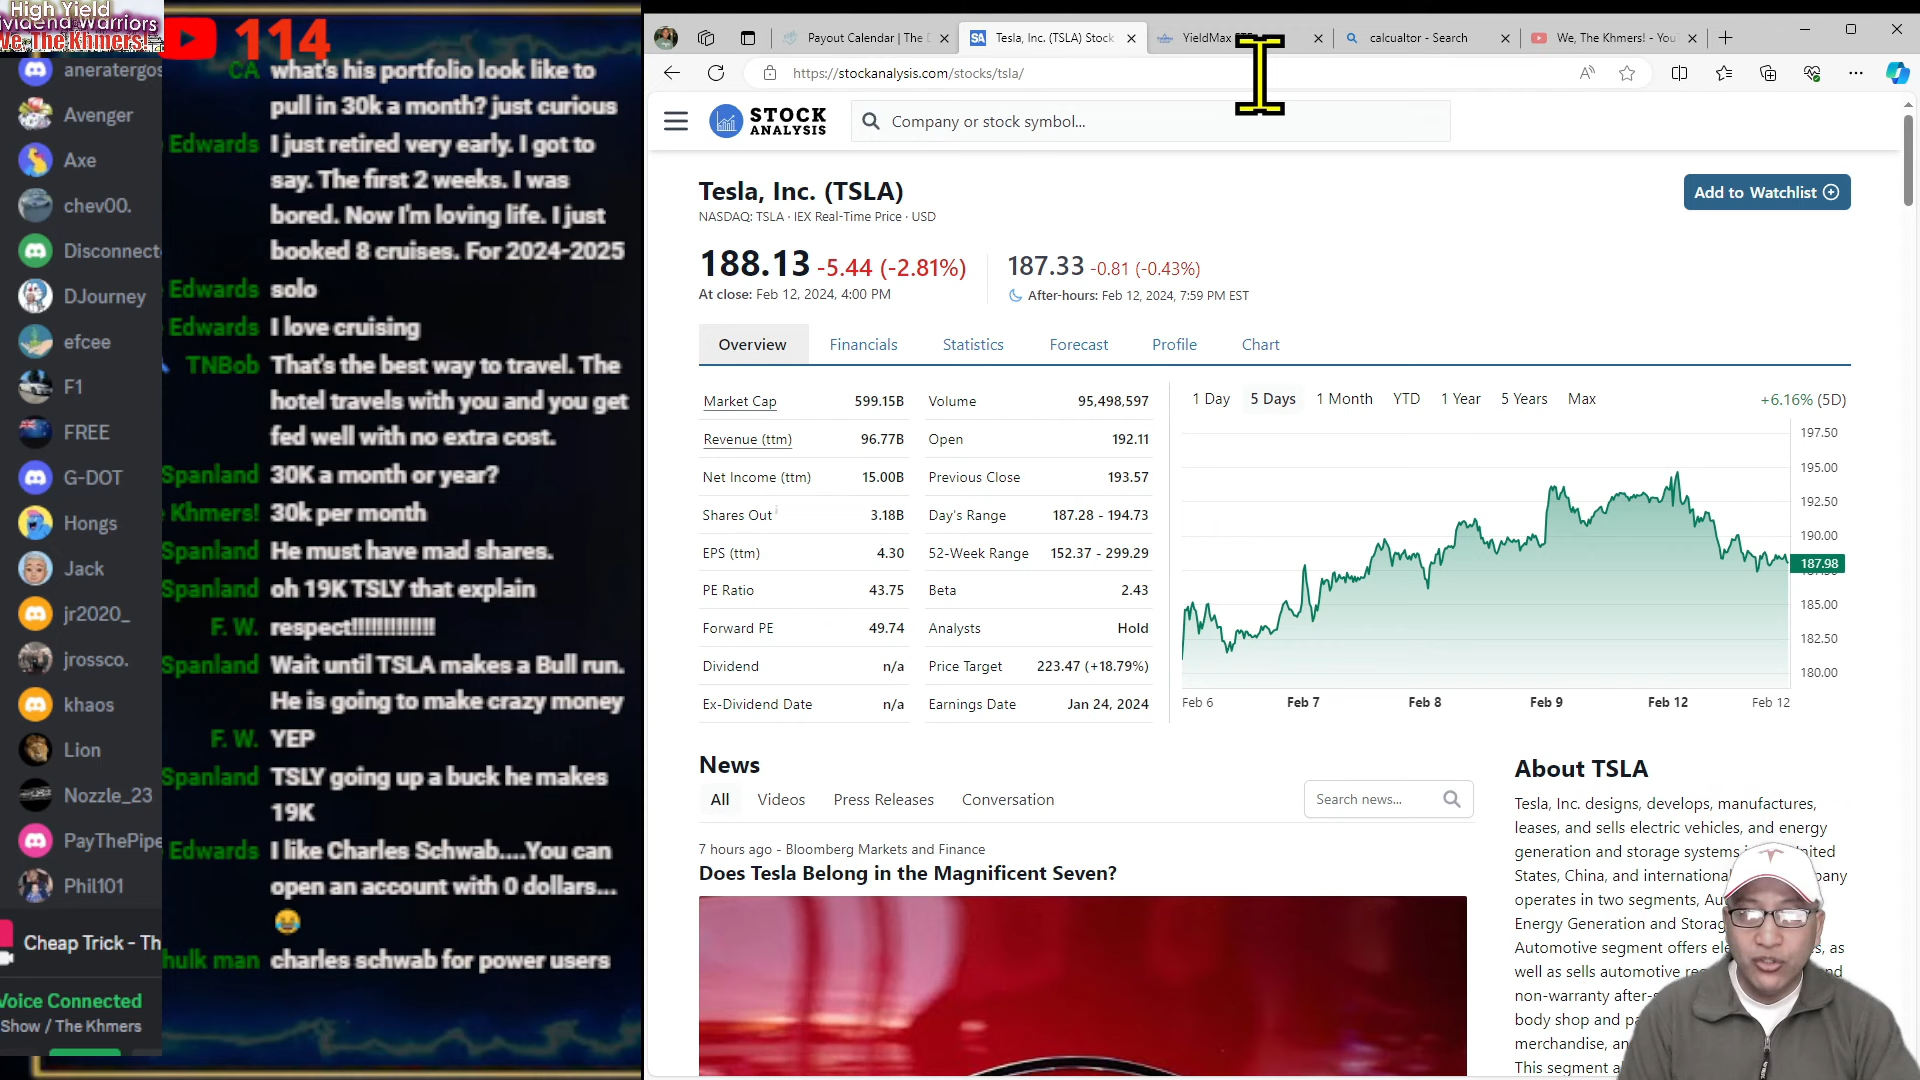 High Yield
ividend Warriors
We, The Khmers!
114
aneratergos
Avenger
Axe
chev00.
Disconnect
DJourney
efcee
F1
FREE
G-DOT
Hongs
Jack
jr2020_
jrossco.
khaos
Lion
Nozzle_23
PayThePipe
Phil101
Cheap Trick - Th
Voice Connected
Show / The Khmers
CA what's his portfolio look like to
pull in 30k a month? just curious
Edwards I just retired very early. I got to
say. The first 2 weeks. I was
bored. Now I'm loving life. I just
booked 8 cruises. For 2024-2025
Edwards solo
Edwards I love cruising
TNBob That's the best way to travel. The
hotel travels with you and you get
fed well with no extra cost.
Spanland 30K a month or year?
Khmers! 30k per month
Spanland He must have mad shares.
Spanland oh 19K TSLY that explain
F. W. respect!!!!!!!!!!!!!!
Spanland Wait until TSLA makes a Bull run.
He is going to make crazy money
F. W. YEP
Spanland TSLY going up a buck he makes
19K
Edwards I like Charles Schwab....You can
open an account with 0 dollars...
hulk man charles schwab for power users
Payout Calendar | The D
Tesla, Inc. (TSLA) Stock
YieldMax
calcualtor - Search
We, The Khmers! - You
https://stockanalysis.com/stocks/tsla/
STOCK
ANALYSIS
Company or stock symbol...
Tesla, Inc. (TSLA)
NASDAQ: TSLA · IEX Real-Time Price · USD
Add to Watchlist
188.13 -5.44 (-2.81%)
At close: Feb 12, 2024, 4:00 PM
187.33 -0.81 (-0.43%)
After-hours: Feb 12, 2024, 7:59 PM EST
Overview Financials Statistics Forecast Profile Chart
Market Cap 599.15B Volume 95,498,597
Revenue (ttm) 96.77B Open 192.11
Net Income (ttm) 15.00B Previous Close 193.57
Shares Out 3.18B Day's Range 187.28 - 194.73
EPS (ttm) 4.30 52-Week Range 152.37 - 299.29
PE Ratio 43.75 Beta 2.43
Forward PE 49.74 Analysts Hold
Dividend n/a Price Target 223.47 (+18.79%)
Ex-Dividend Date n/a Earnings Date Jan 24, 2024
1 Day 5 Days 1 Month YTD 1 Year 5 Years Max
+6.16% (5D)
197.50
195.00
192.50
190.00
187.98
185.00
182.50
180.00
Feb 6 Feb 7 Feb 8 Feb 9 Feb 12 Feb 12
News
All Videos Press Releases Conversation
Search news...
7 hours ago - Bloomberg Markets and Finance
Does Tesla Belong in the Magnificent Seven?
About TSLA
Tesla, Inc. designs, develops, manufactures,
leases, and sells electric vehicles, and energy
generation and storage systems in nited
States, China, and international pany
operates in two segments, Au
Energy Generation and Storag
Automotive segment offers ele as
well as sells automotive re nd
non-warranty after-s
body shop and pa
merchandise, an
This segment a